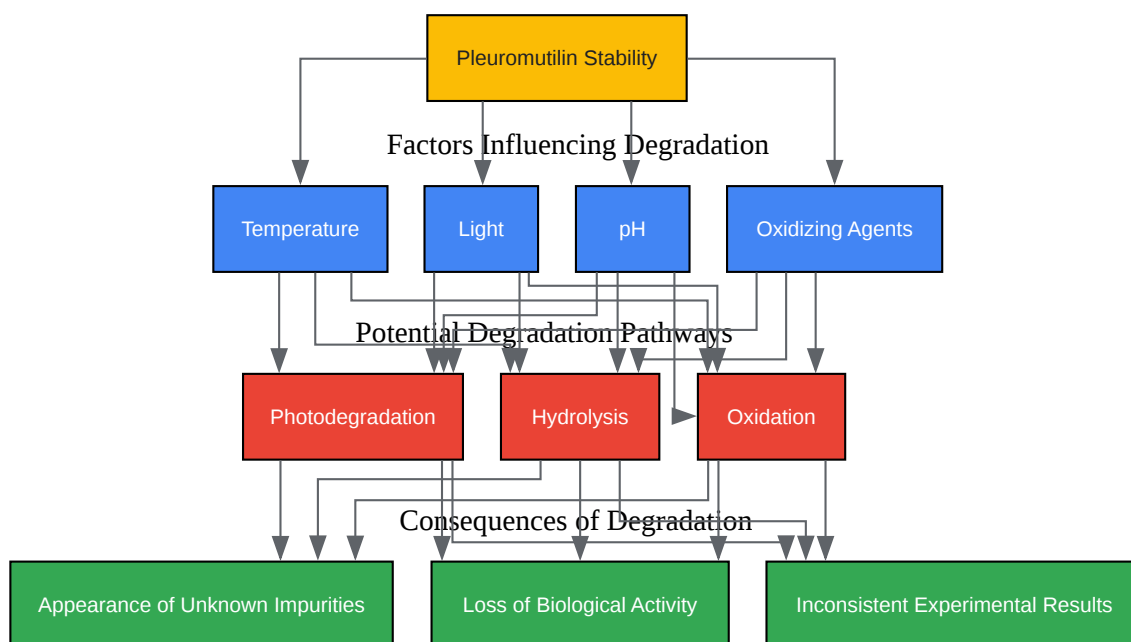 Pleuromutilin Stability
Factors Influencing Degradation
Temperature
Light
pH
Oxidizing Agents
Potential Degradation Pathways
Photodegradation
Hydrolysis
Oxidation
Consequences of Degradation
Appearance of Unknown Impurities
Loss of Biological Activity
Inconsistent Experimental Results